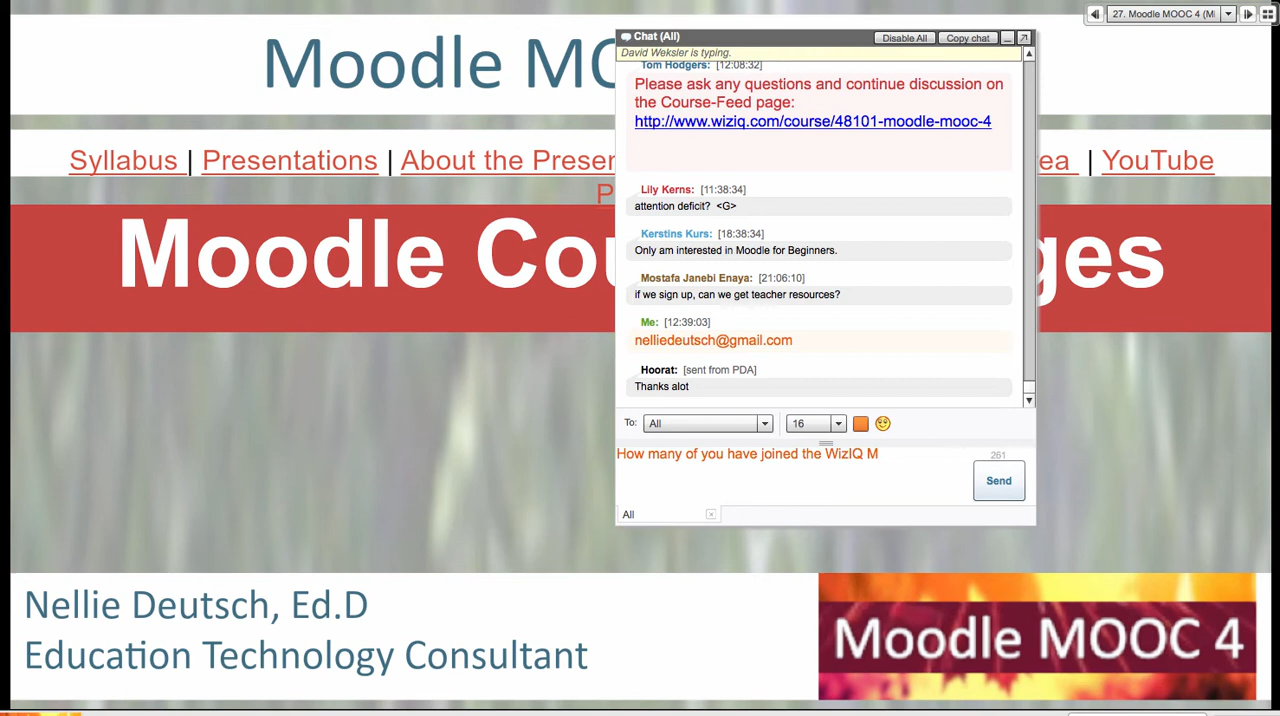 27. Moodle MOOC 4 (Mi
Moodle MO
Chat (All)
Disable All
Copy chat
David Weksler is typing.
Tom Hodgers: [12:08:32]
Please ask any questions and continue discussion on
the Course-Feed page:
http://www.wiziq.com/course/48101-moodle-mooc-4
Syllabus | Presentations | About the Presen
ea | YouTube
P
Lily Kerns: [11:38:34]
attention deficit? <G>
Kerstins Kurs: [18:38:34]
Only am interested in Moodle for Beginners.
Moodle Cou
ges
Mostafa Janebi Enaya: [21:06:10]
if we sign up, can we get teacher resources?
Me: [12:39:03]
nelliedeutsch@gmail.com
Hoorat: [sent from PDA]
Thanks alot
To: All 16
How many of you have joined the WizIQ M
261
Send
All
Nellie Deutsch, Ed.D
Education Technology Consultant
Moodle MOOC 4